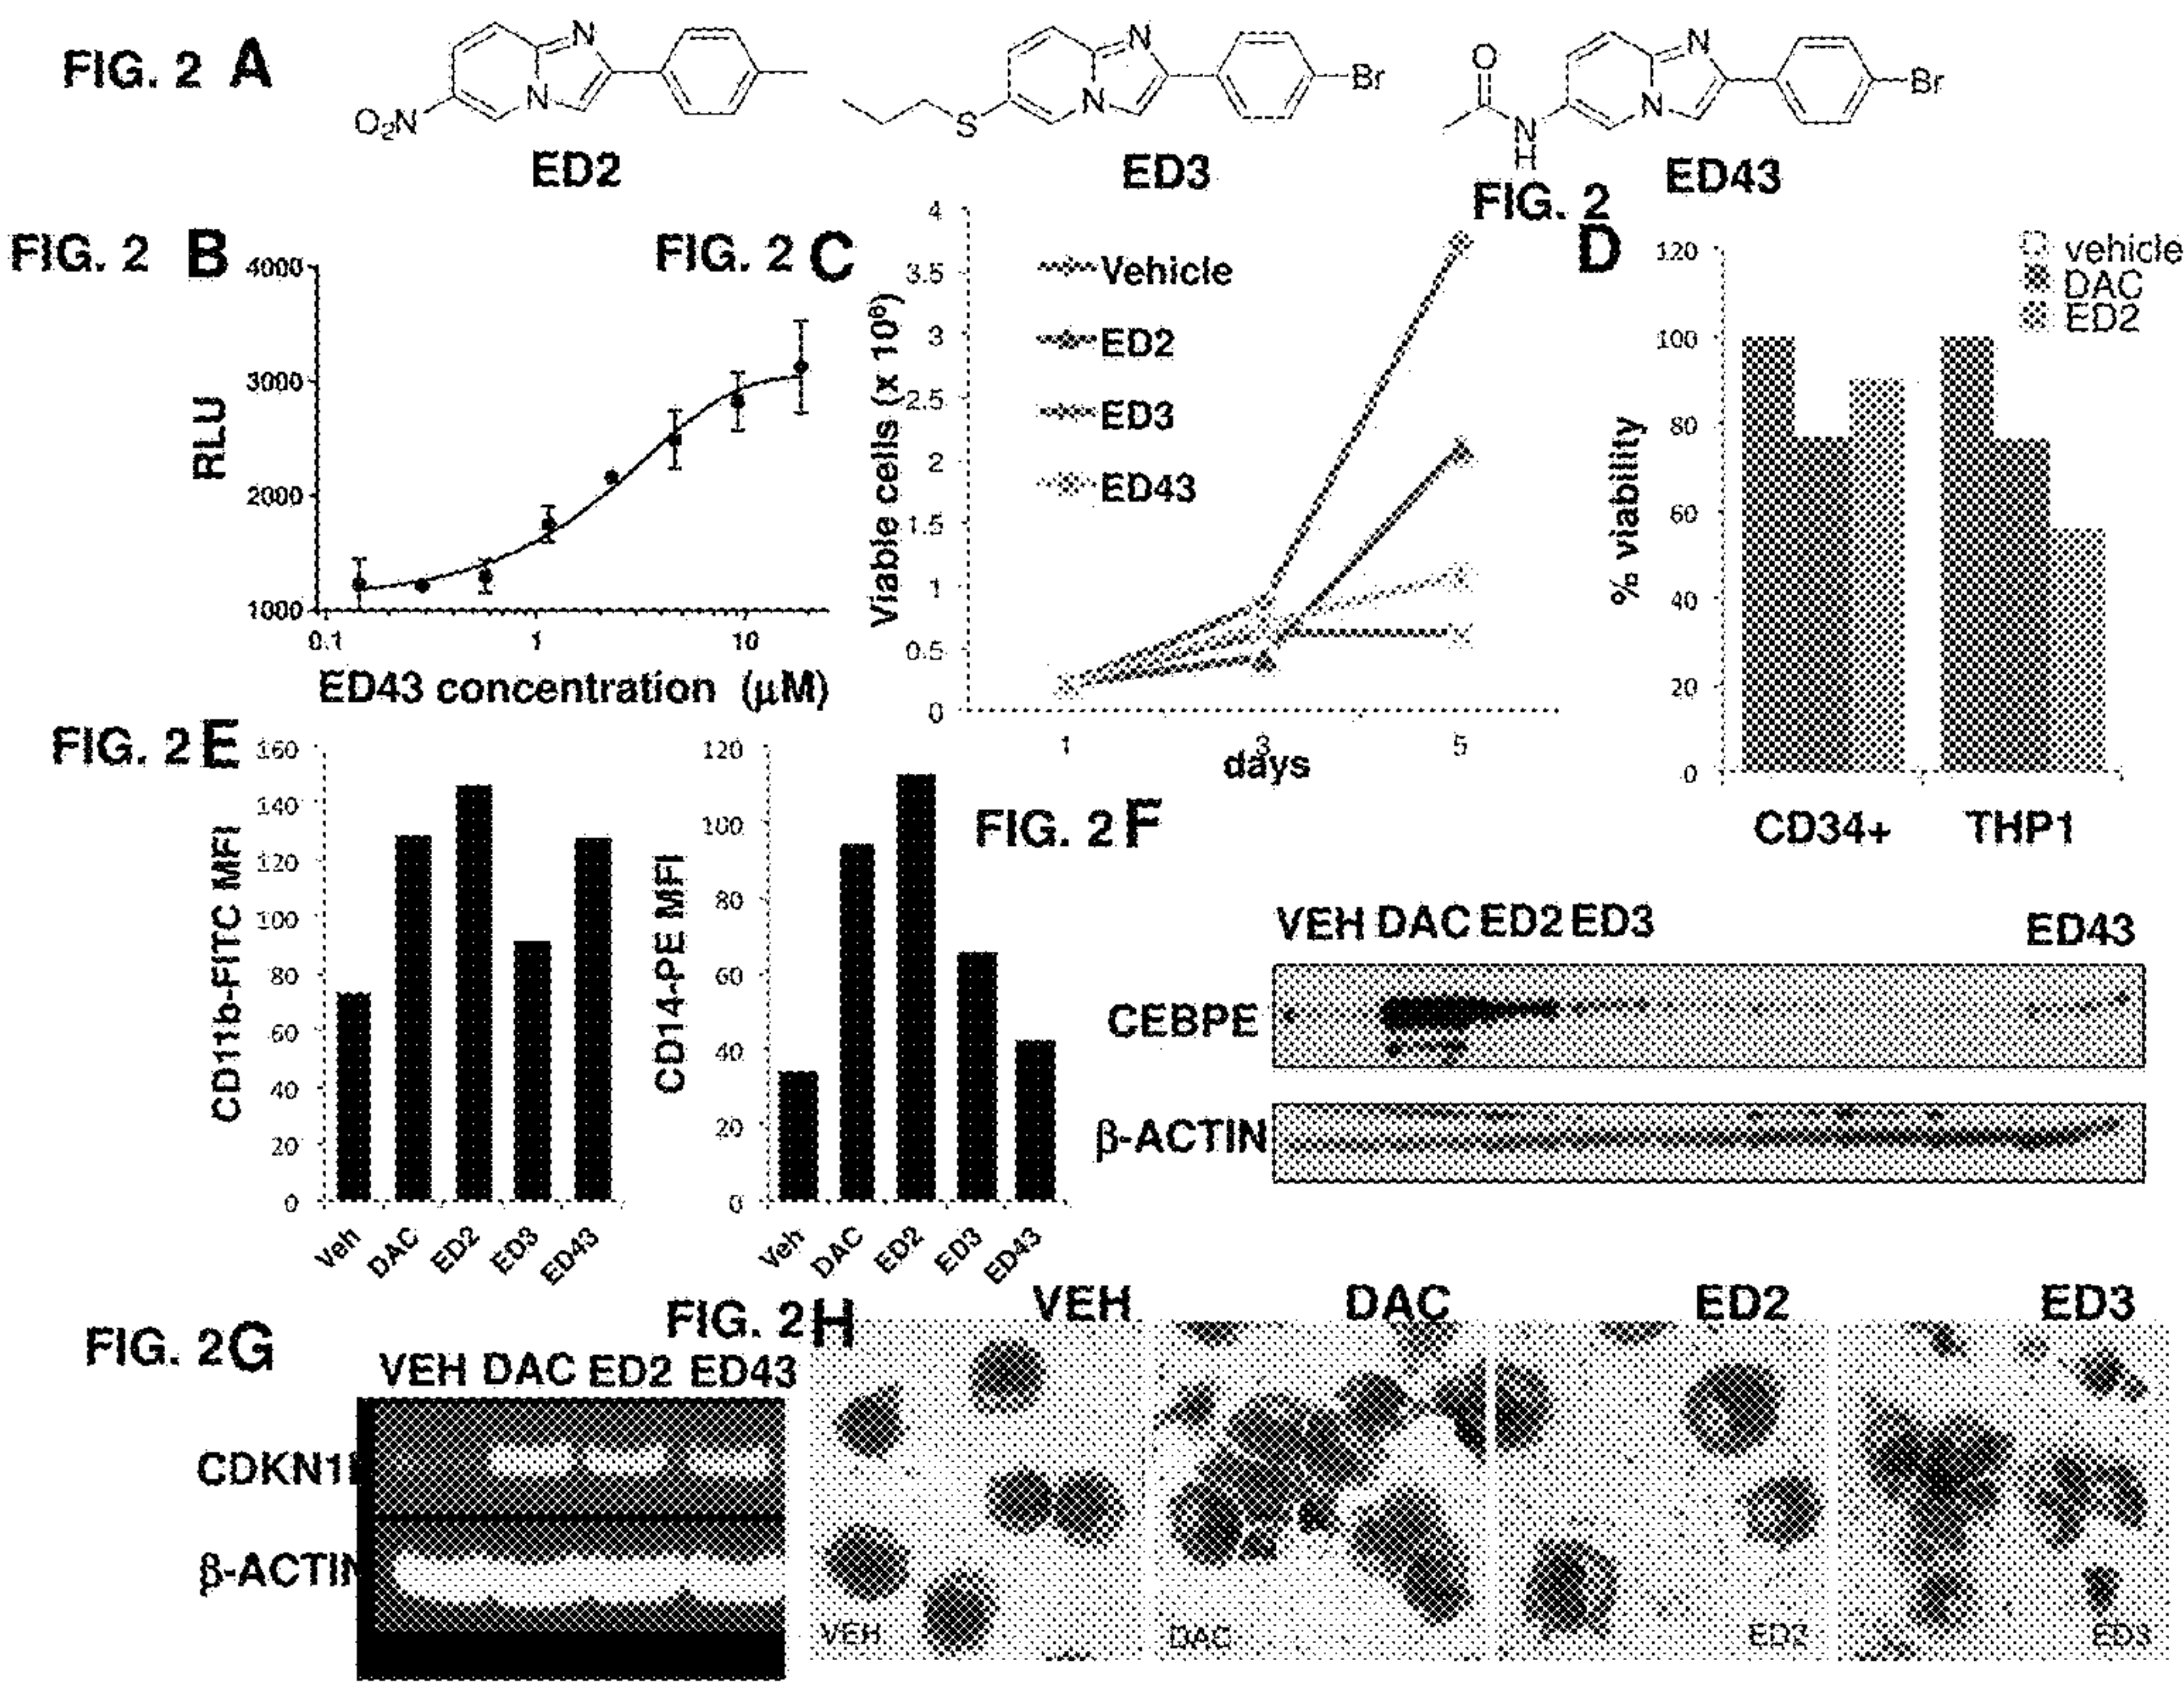 FIG. 2 A
O₂N
N
N
ED2
S
N
N
Br
ED3
O
N
H
N
N
Br
ED43
FIG. 2 B
4000
3000
2000
1000
RLU
0.1 1 10
ED43 concentration (μM)
FIG. 2 C
4
3.5
3
2.5
2
1.5
1
0.5
0
Viable cells (x 10⁶)
Vehicle
ED2
ED3
ED43
1 3 5
days
FIG. 2
D
120
100
80
60
40
20
0
% viability
vehicle
DAC
ED2
CD34+ THP1
FIG. 2 E
160
140
120
100
80
60
40
20
0
CD11b-FITC MFI
Veh DAC ED2 ED3 ED43
120
100
80
60
40
20
0
CD14-PE MFI
Veh DAC ED2 ED3 ED43
FIG. 2 F
VEH DAC ED2 ED3 ED43
CEBPE
β-ACTIN
FIG. 2G
VEH DAC ED2 ED43
β-ACTIN
FIG. 2 H
VEH DAC ED2 ED3
VEH DAC ED2 ED3